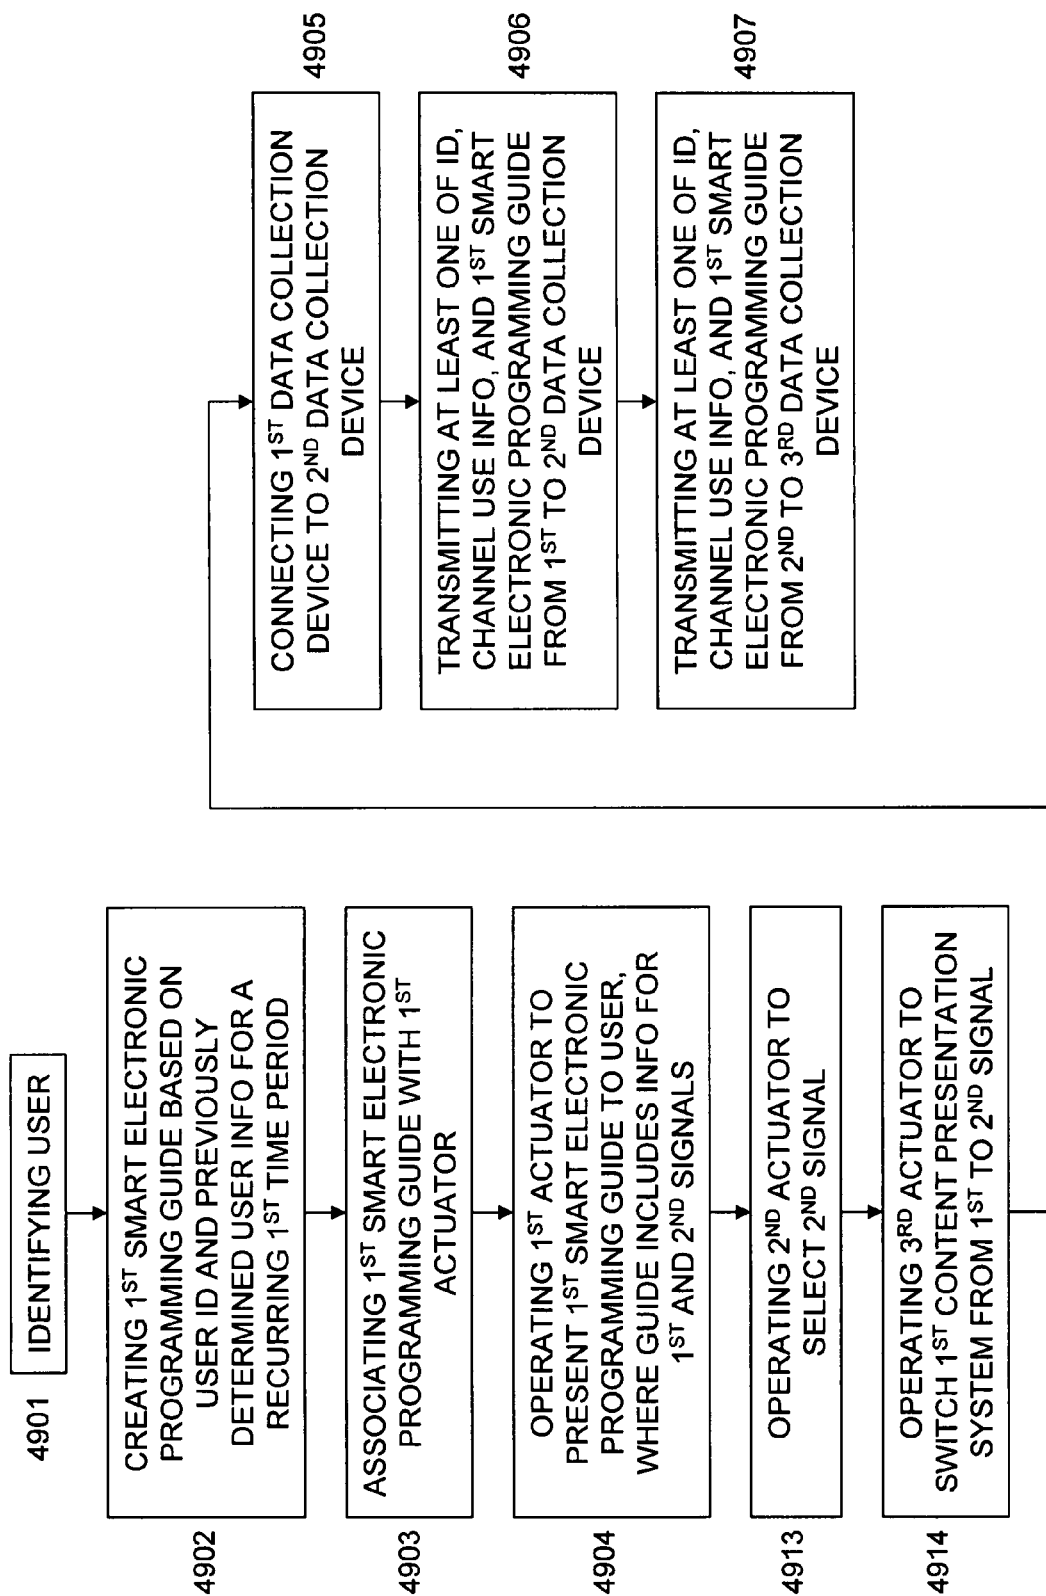 4901
IDENTIFYING USER
4902
CREATING 1ST SMART ELECTRONIC
PROGRAMMING GUIDE BASED ON
USER ID AND PREVIOUSLY
DETERMINED USER INFO FOR A
RECURRING 1ST TIME PERIOD
4903
ASSOCIATING 1ST SMART ELECTRONIC
PROGRAMMING GUIDE WITH 1ST
ACTUATOR
4904
OPERATING 1ST ACTUATOR TO
PRESENT 1ST SMART ELECTRONIC
PROGRAMMING GUIDE TO USER,
WHERE GUIDE INCLUDES INFO FOR
1ST AND 2ND SIGNALS
4913
OPERATING 2ND ACTUATOR TO
SELECT 2ND SIGNAL
4914
OPERATING 3RD ACTUATOR TO
SWITCH 1ST CONTENT PRESENTATION
SYSTEM FROM 1ST TO 2ND SIGNAL
CONNECTING 1ST DATA COLLECTION
DEVICE TO 2ND DATA COLLECTION
DEVICE
4905
TRANSMITTING AT LEAST ONE OF ID,
CHANNEL USE INFO, AND 1ST SMART
ELECTRONIC PROGRAMMING GUIDE
FROM 1ST TO 2ND DATA COLLECTION
DEVICE
4906
TRANSMITTING AT LEAST ONE OF ID,
CHANNEL USE INFO, AND 1ST SMART
ELECTRONIC PROGRAMMING GUIDE
FROM 2ND TO 3RD DATA COLLECTION
DEVICE
4907